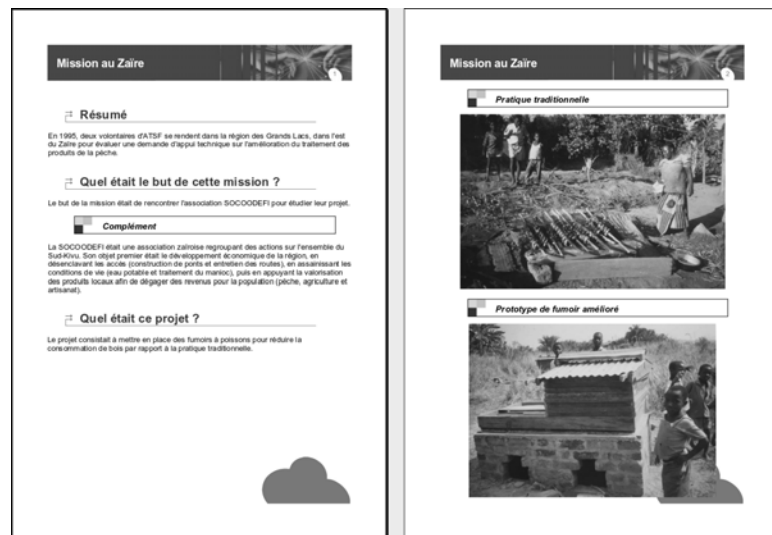 Mission au Zaïre
1
Résumé
En 1995, deux volontaires d'ATSF se rendent dans la région des Grands Lacs, dans l'est
du Zaïre pour évaluer une demande d'appui technique sur l'amélioration du traitement des
produits de la pêche.
Quel était le but de cette mission ?
Le but de la mission était de rencontrer l'association SOCOODEFI pour étudier leur projet.
Complément
La SOCOODEFI était une association zaïroise regroupant des actions sur l'ensemble du
Sud-Kivu. Son objet premier était le développement économique de la région, en
désenclavant les accès (construction de ponts et entretien des routes), en assainissant les
conditions de vie (eau potable et traitement du manioc), puis en appuyant la valorisation
des produits locaux afin de dégager des revenus pour la population (pêche, agriculture et
artisanat).
Quel était ce projet ?
Le projet consistait à mettre en place des fumoirs à poissons pour réduire la
consommation de bois par rapport à la pratique traditionnelle.
Mission au Zaïre
2
Pratique traditionnelle
Prototype de fumoir amélioré